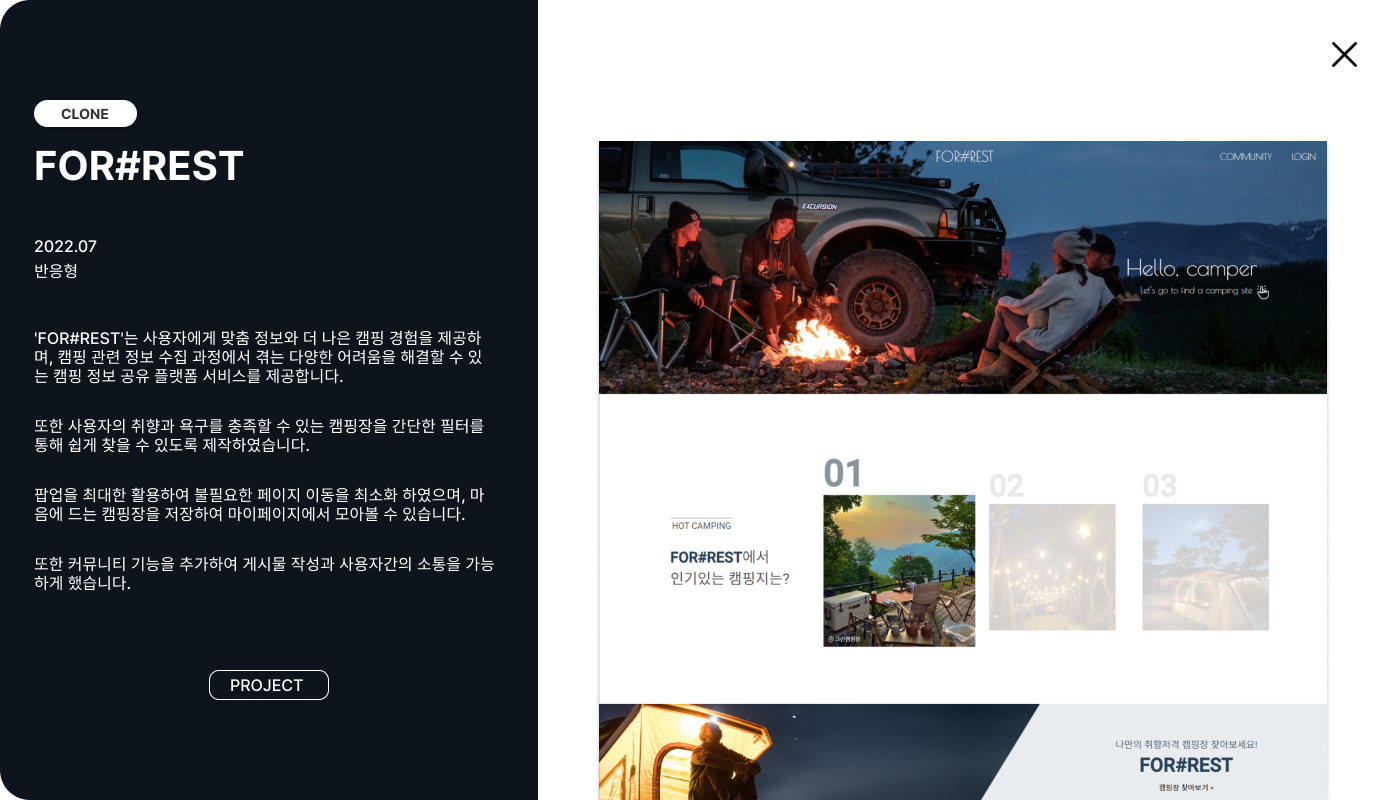 CLONE
FOR#REST
2022.07
반응형
'FOR#REST'는 사용자에게 맞춤 정보와 더 나은 캠핑 경험을 제공하
며, 캠핑 관련 정보 수집 과정에서 겪는 다양한 어려움을 해결할 수 있
는 캠핑 정보 공유 플랫폼 서비스를 제공합니다.
또한 사용자의 취향과 욕구를 충족할 수 있는 캠핑장을 간단한 필터를
통해 쉽게 찾을 수 있도록 제작하였습니다.
팝업을 최대한 활용하여 불필요한 페이지 이동을 최소화 하였으며, 마
음에 드는 캠핑장을 저장하여 마이페이지에서 모아볼 수 있습니다.
또한 커뮤니티 기능을 추가하여 게시물 작성과 사용자간의 소통을 가능
하게 했습니다.
PROJECT
FOR#REST
COMMUNITY LOGIN
EXCURSION
Hello, camper
Let's go to find a camping site
01
02
03
HOT CAMPING
FOR#REST에서
인기있는 캠핑지는?
그린캠핑장
나만의 취향저격 캠핑장 찾아보세요!
FOR#REST
캠핑장 찾아보기 >